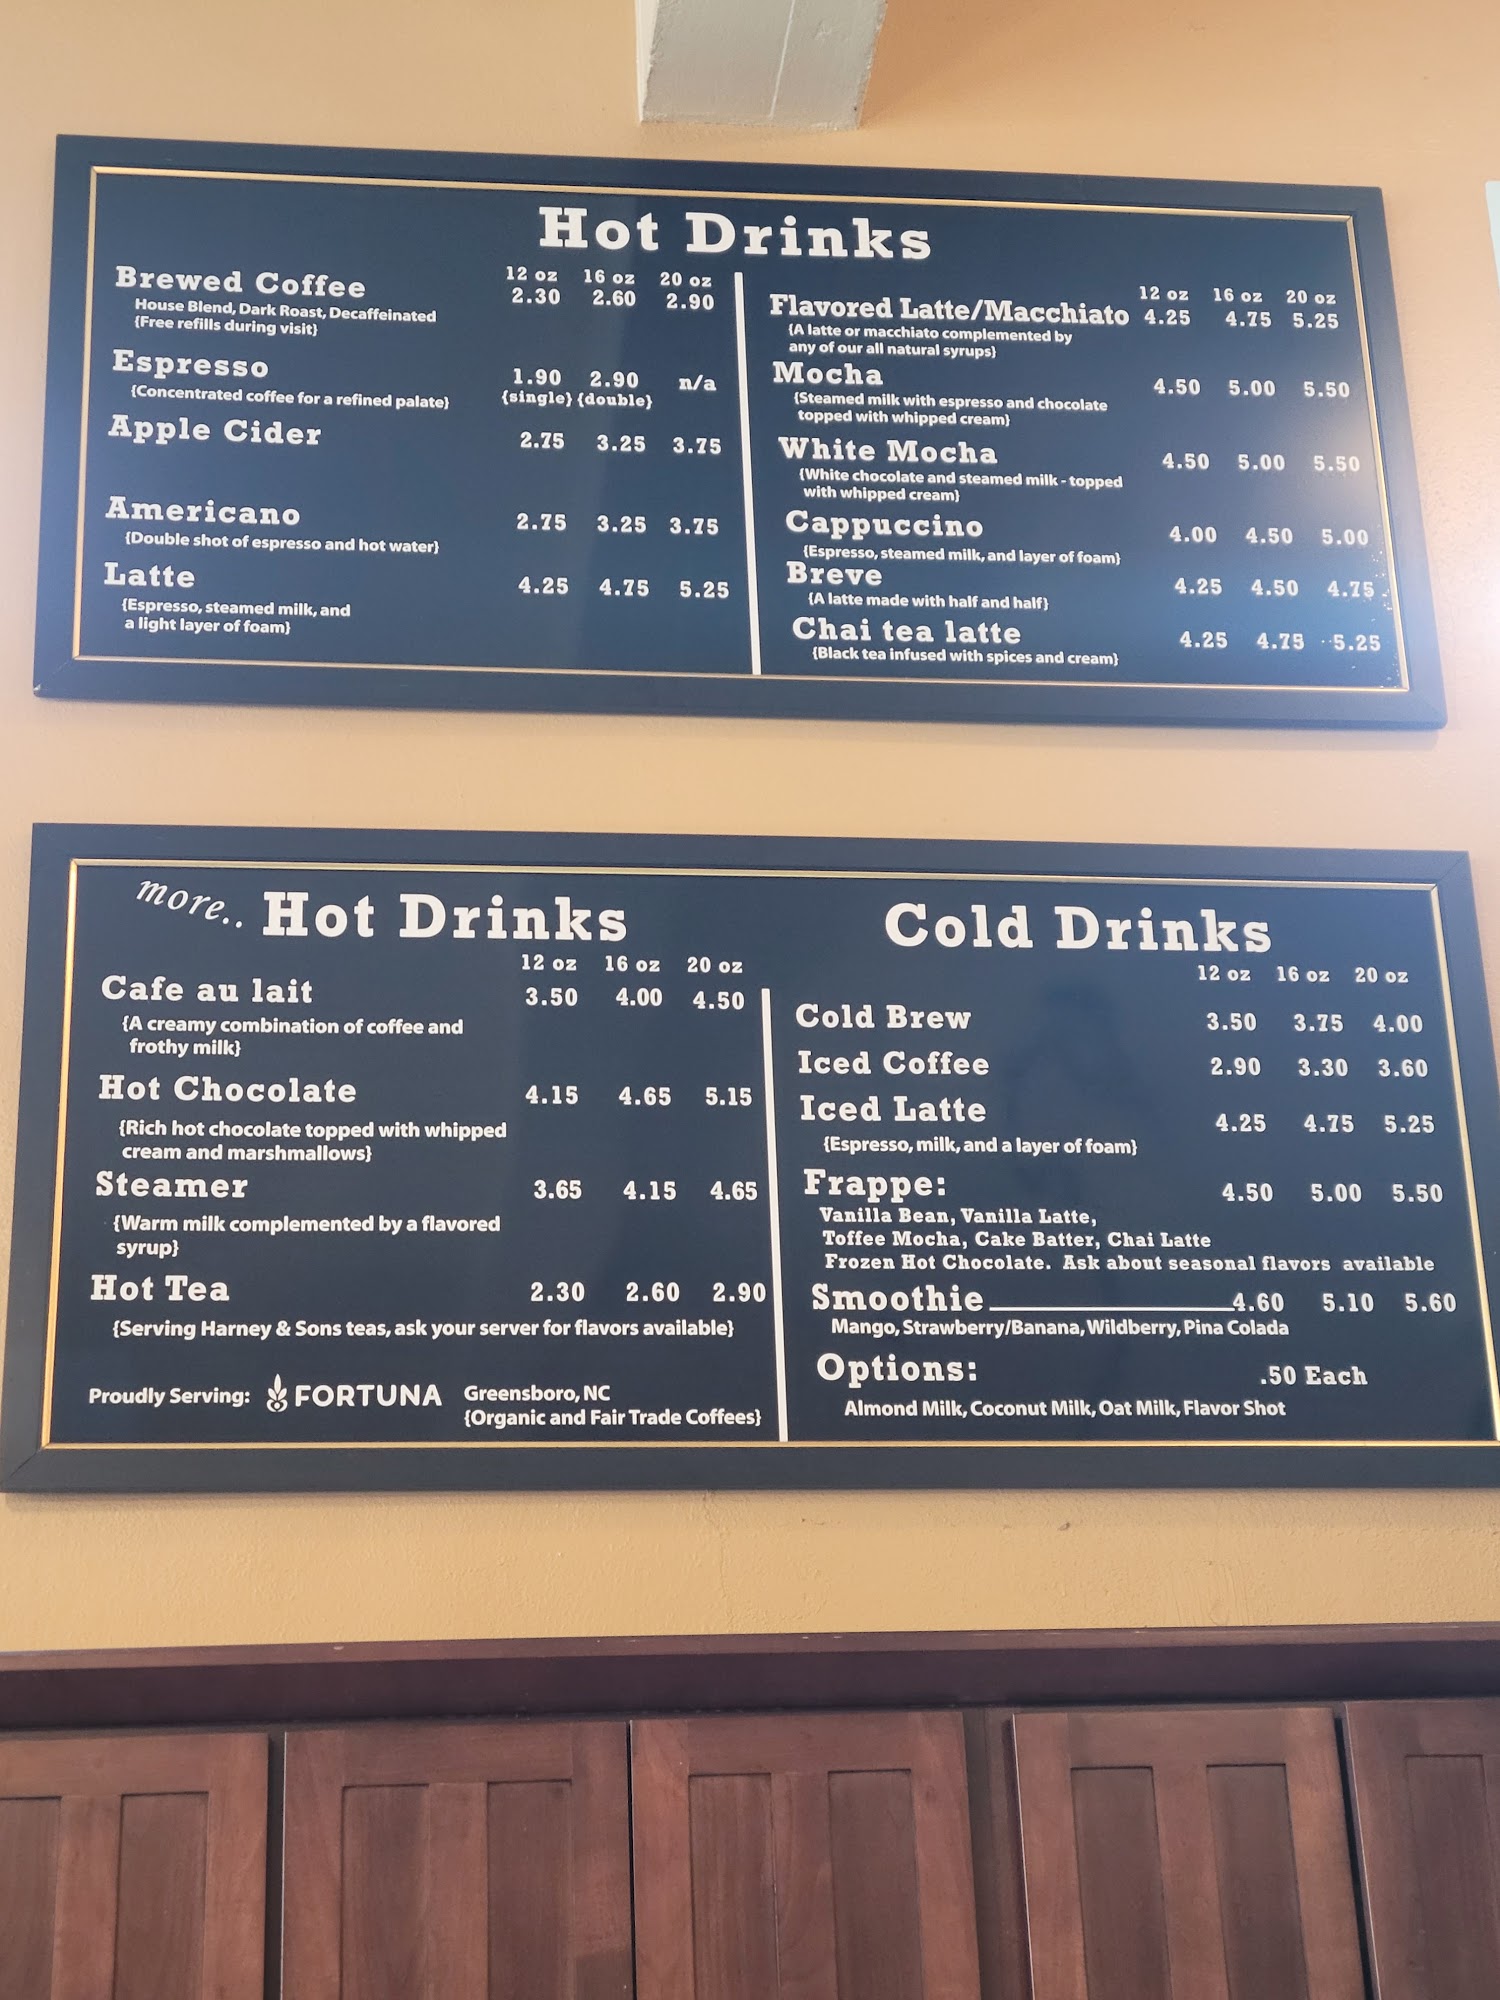 Hot Drinks
12 oz 16 oz 20 oz
Brewed Coffee 2.30 2.60 2.90
House Blend, Dark Roast, Decaffeinated
{Free refills during visit}
Espresso 1.90 2.90 n/a
{Concentrated coffee for a refined palate} {single} {double}
Apple Cider 2.75 3.25 3.75
Americano 2.75 3.25 3.75
{Double shot of espresso and hot water}
Latte 4.25 4.75 5.25
{Espresso, steamed milk, and
a light layer of foam}
12 oz 16 oz 20 oz
Flavored Latte/Macchiato 4.25 4.75 5.25
{A latte or macchiato complemented by
any of our all natural syrups}
Mocha 4.50 5.00 5.50
{Steamed milk with espresso and chocolate
topped with whipped cream}
White Mocha 4.50 5.00 5.50
{White chocolate and steamed milk - topped
with whipped cream}
Cappuccino 4.00 4.50 5.00
{Espresso, steamed milk, and layer of foam}
Breve 4.25 4.50 4.75
{A latte made with half and half}
Chai tea latte 4.25 4.75 5.25
{Black tea infused with spices and cream}
more.. Hot Drinks
12 oz 16 oz 20 oz
Cafe au lait 3.50 4.00 4.50
{A creamy combination of coffee and
frothy milk}
Hot Chocolate 4.15 4.65 5.15
{Rich hot chocolate topped with whipped
cream and marshmallows}
Steamer 3.65 4.15 4.65
{Warm milk complemented by a flavored
syrup}
Hot Tea 2.30 2.60 2.90
{Serving Harney & Sons teas, ask your server for flavors available}
Proudly Serving: FORTUNA Greensboro, NC
{Organic and Fair Trade Coffees}
Cold Drinks
12 oz 16 oz 20 oz
Cold Brew 3.50 3.75 4.00
Iced Coffee 2.90 3.30 3.60
Iced Latte 4.25 4.75 5.25
{Espresso, milk, and a layer of foam}
Frappe: 4.50 5.00 5.50
Vanilla Bean, Vanilla Latte,
Toffee Mocha, Cake Batter, Chai Latte
Frozen Hot Chocolate. Ask about seasonal flavors available
Smoothie 4.60 5.10 5.60
Mango, Strawberry/Banana, Wildberry, Pina Colada
Options: .50 Each
Almond Milk, Coconut Milk, Oat Milk, Flavor Shot